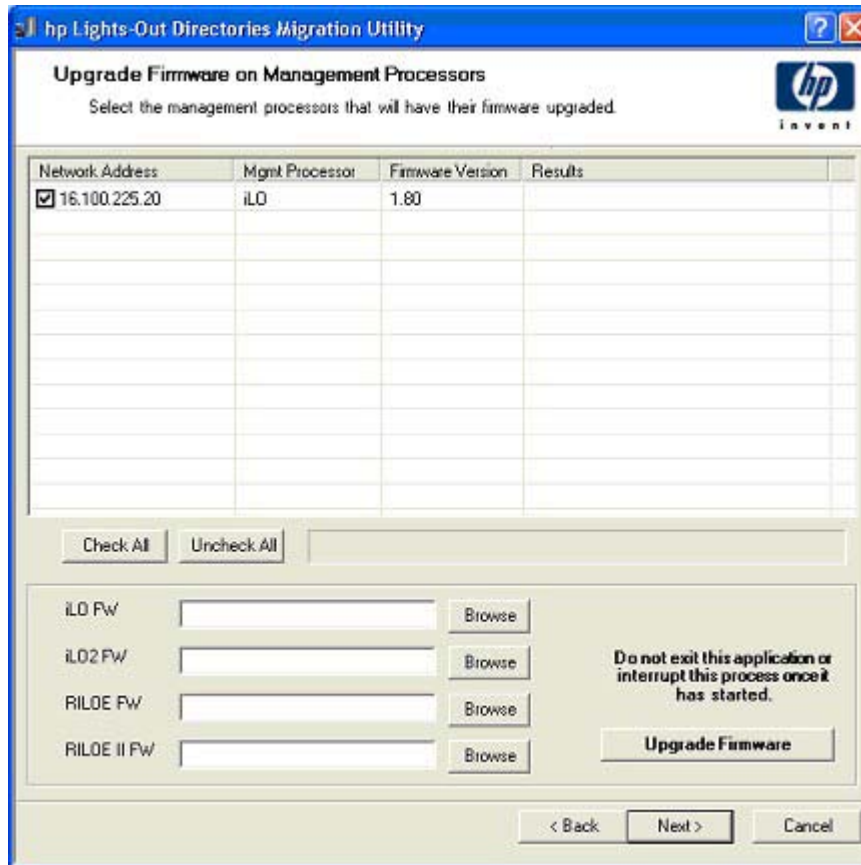 hp Lights-Out Directories Migration Utility
Upgrade Firmware on Management Processors
Select the management processors that will have their firmware upgraded.
hp
invent
Network Address Mgmt Processor Firmware Version Results
16.100.225.20 iLO 1.80
Check All Uncheck All
iLO FW Browse
iLO2 FW Browse
RILOE FW Browse
RILOE II FW Browse
Do not exit this application or
interrupt this process once it
has started.
Upgrade Firmware
< Back Next > Cancel